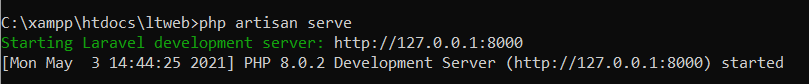 C:\xampp\htdocs\ltweb>php artisan serve
Starting Laravel development server: http://127.0.0.1:8000
[Mon May  3 14:44:25 2021] PHP 8.0.2 Development Server (http://127.0.0.1:8000) started